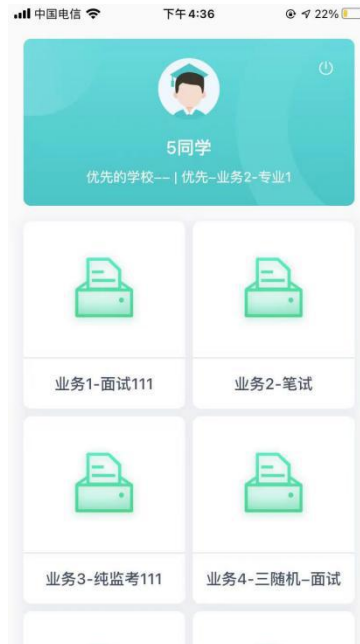 中国电信 下午4:36 22%
5同学
优先的学校-- | 优先-业务2-专业1
业务1-面试111 业务2-笔试
业务3-纯监考111 业务4-三随机-面试